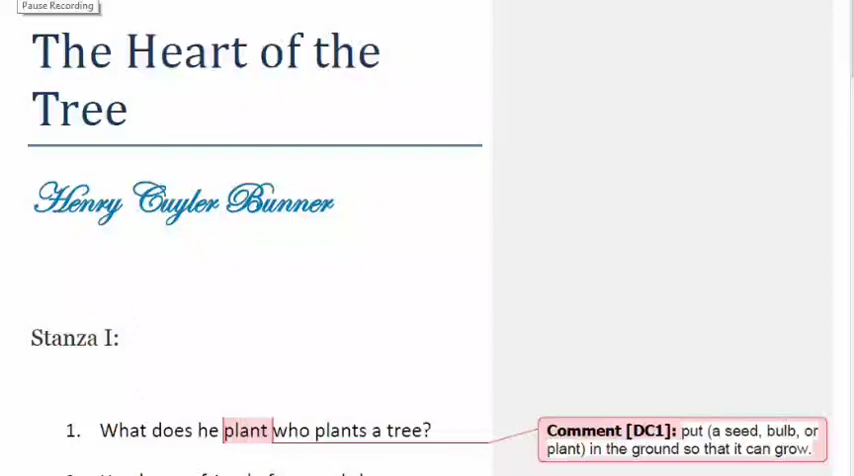 Pause Recording
The Heart of the
Tree
Henry Cuyler Bunner
Stanza I:
1. What does he plant who plants a tree?
Comment [DC1]: put (a seed, bulb, or
plant) in the ground so that it can grow.